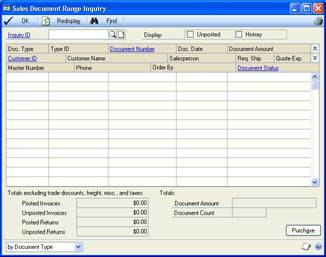 Sales Document Range Inquiry
OK Redisplay Find
Inquiry ID Display: Unposted History
Doc. Type Type ID Document Number Doc. Date Document Amount
Customer ID Customer Name Salesperson Req. Ship Quote Exp.
Master Number Phone Order By Document Status
Totals excluding trade discounts, freight, misc., and taxes: Totals:
Posted Invoices $0.00 Document Amount
Unposted Invoices $0.00 Document Count
Posted Returns $0.00
Unposted Returns $0.00
Purchase
by Document Type